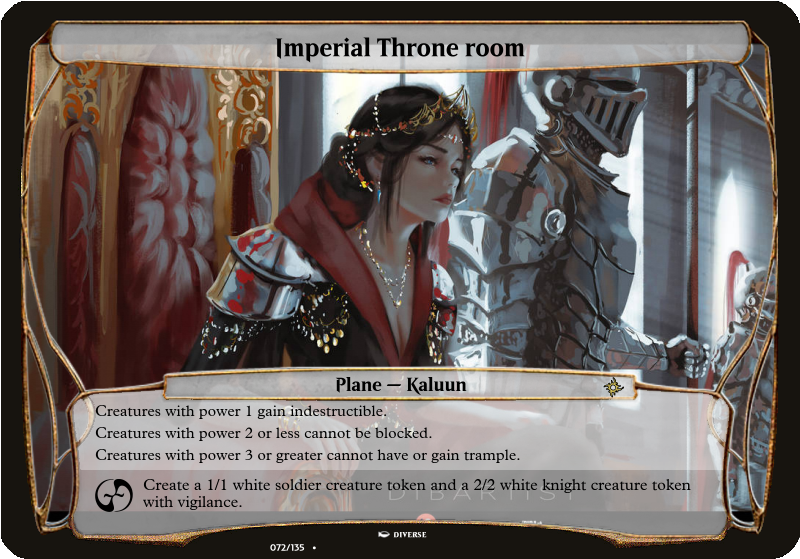 Imperial Throne room
Plane — Kaluun
Creatures with power 1 gain indestructible.
Creatures with power 2 or less cannot be blocked.
Creatures with power 3 or greater cannot have or gain trample.
Create a 1/1 white soldier creature token and a 2/2 white knight creature token
with vigilance.
DIBARTIST
DIVERSE
072/135 •